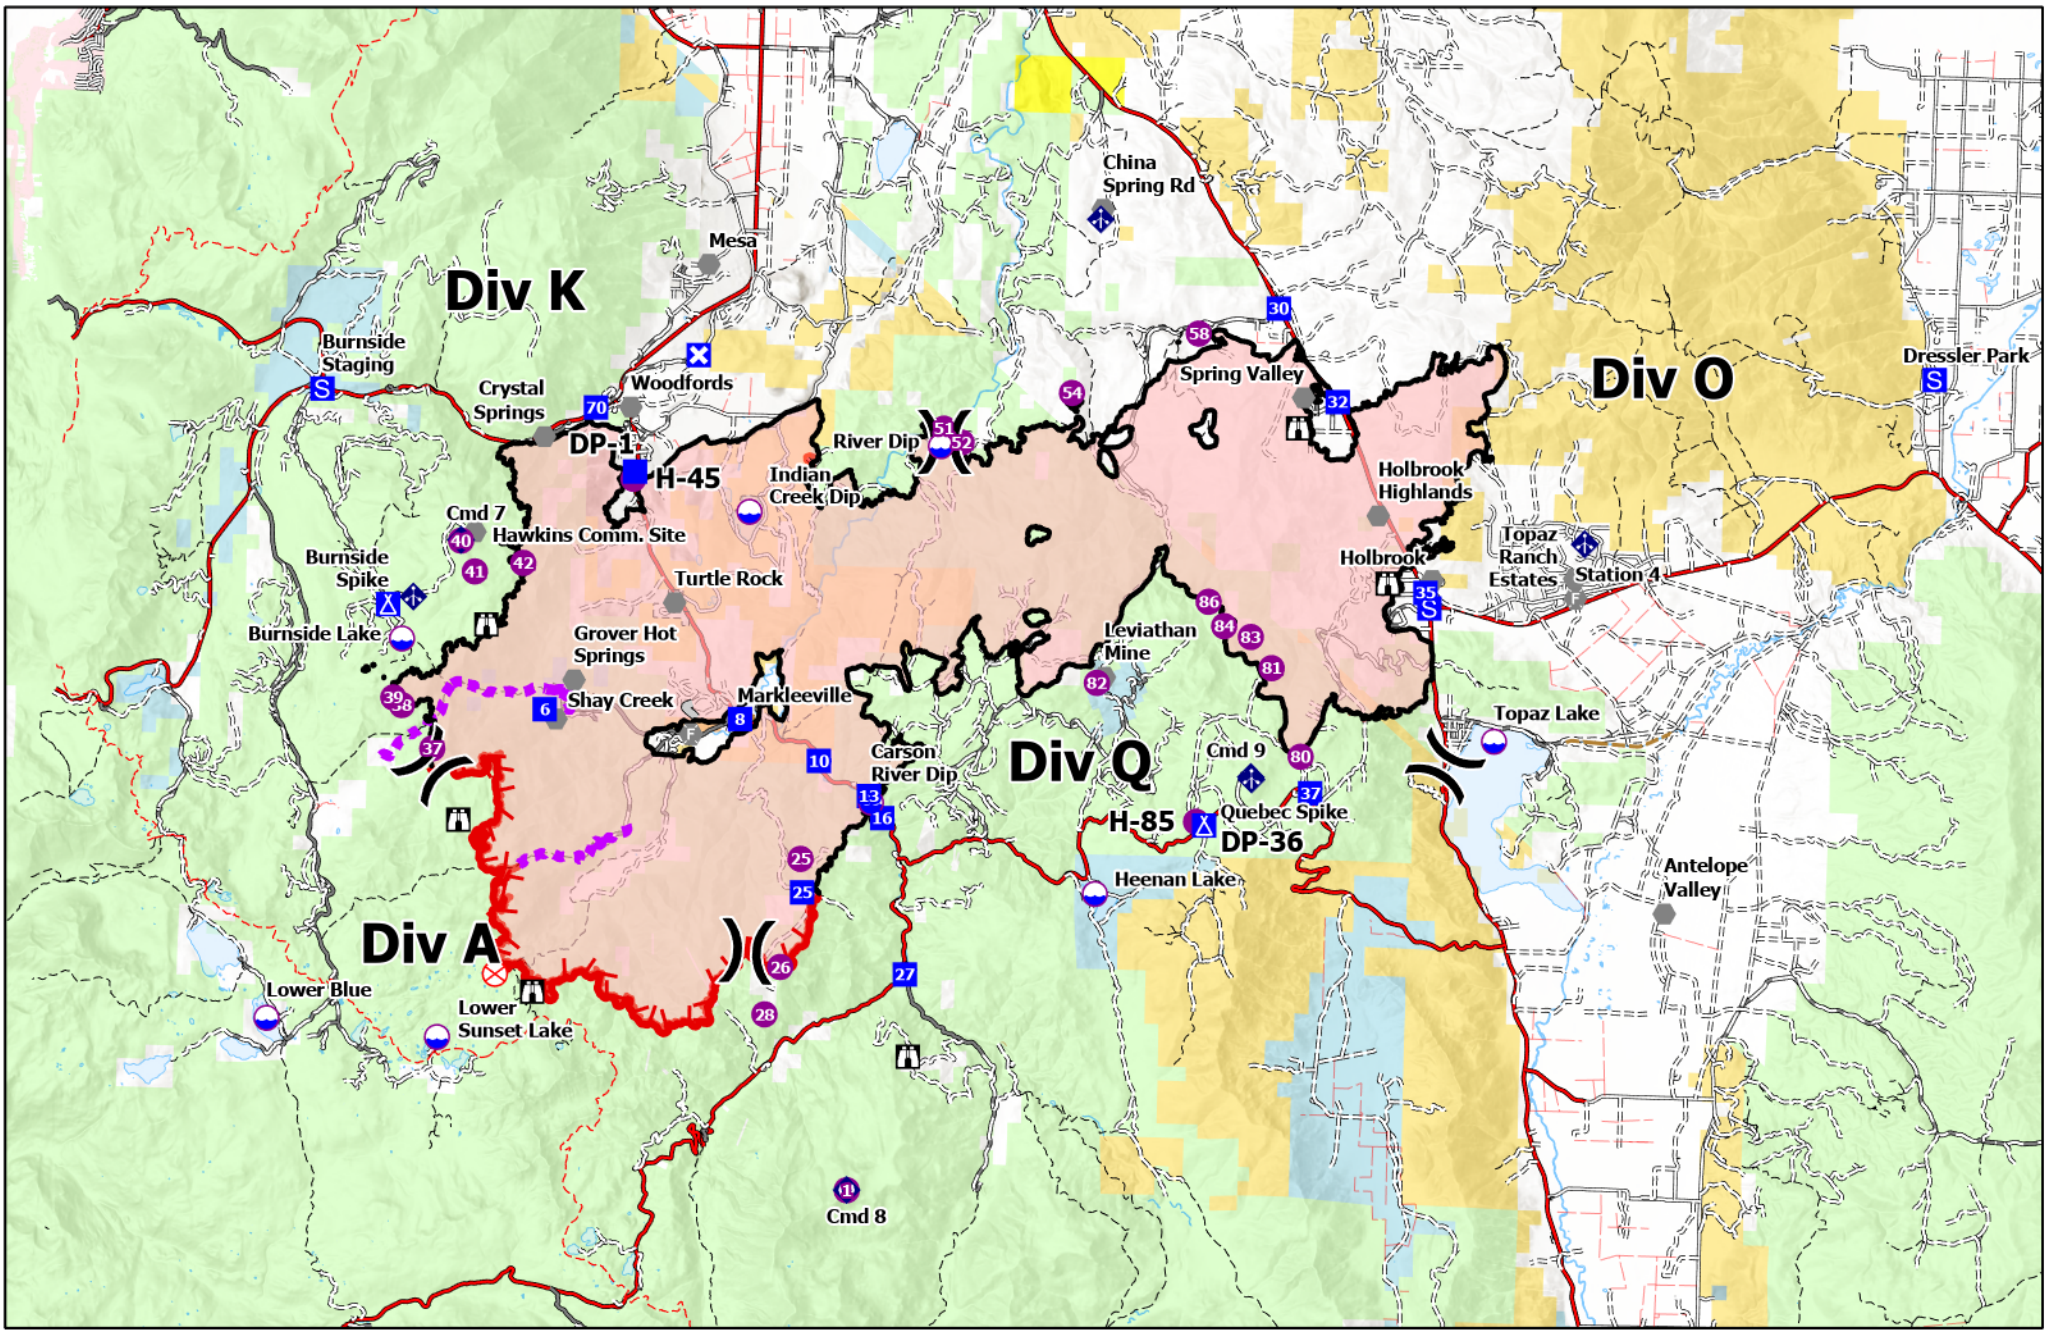 China
Spring Rd
Mesa
Div K
30
58
Burnside
Staging
S
Woodfords
Crystal
Springs
70
Spring Valley
Div O
Dressler Park
S
54
32
DP-1
River Dip
51
52
H-45
Indian
Creek Dip
Holbrook
Highlands
Cmd 7
40
Hawkins Comm. Site
41
42
Burnside
Spike
Turtle Rock
Holbrook
Topaz
Ranch
Estates
Station 4
F
35
S
86
84
83
81
Burnside Lake
Grover Hot
Springs
Leviathan
Mine
82
39
38
37
6
Shay Creek
Markleeville
8
F
Topaz Lake
10
Carson
River Dip
13
16
Div Q
Cmd 9
80
37
Quebec Spike
H-85
DP-36
25
25
Heenan Lake
Antelope
Valley
Div A
26
27
28
Lower Blue
Lower
Sunset Lake
Cmd 8